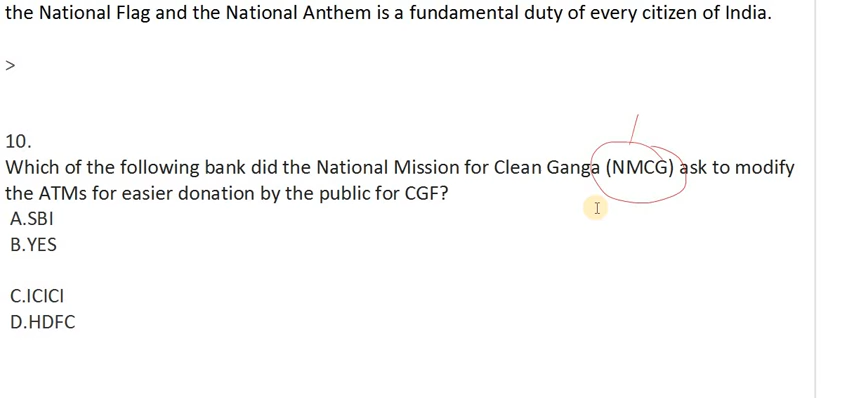 the National Flag and the National Anthem is a fundamental duty of every citizen of India.
>
10.
Which of the following bank did the National Mission for Clean Ganga (NMCG) ask to modify
the ATMs for easier donation by the public for CGF?
A.SBI
B.YES
C.ICICI
D.HDFC